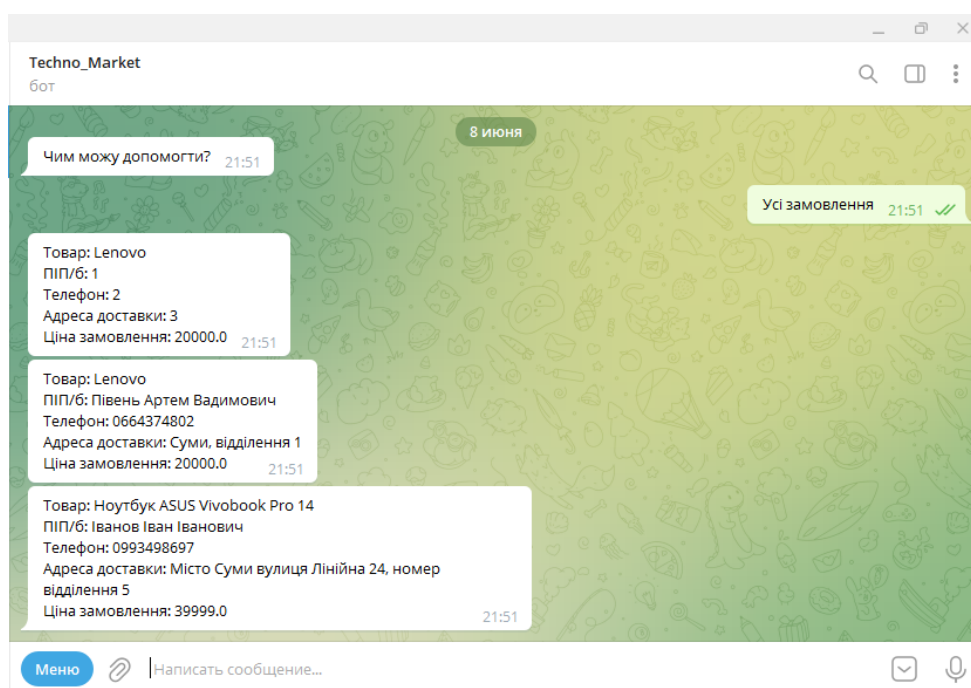 Techno_Market
бот
8 июня
Чим можу допомогти? 21:51
Усі замовлення 21:51
Товар: Lenovo
ПІП/б: 1
Телефон: 2
Адреса доставки: 3
Ціна замовлення: 20000.0 21:51
Товар: Lenovo
ПІП/б: Півень Артем Вадимович
Телефон: 0664374802
Адреса доставки: Суми, відділення 1
Ціна замовлення: 20000.0 21:51
Товар: Ноутбук ASUS Vivobook Pro 14
ПІП/б: Іванов Іван Іванович
Телефон: 0993498697
Адреса доставки: Місто Суми вулиця Лінійна 24, номер
відділення 5
Ціна замовлення: 39999.0 21:51
Меню Написать сообщение...